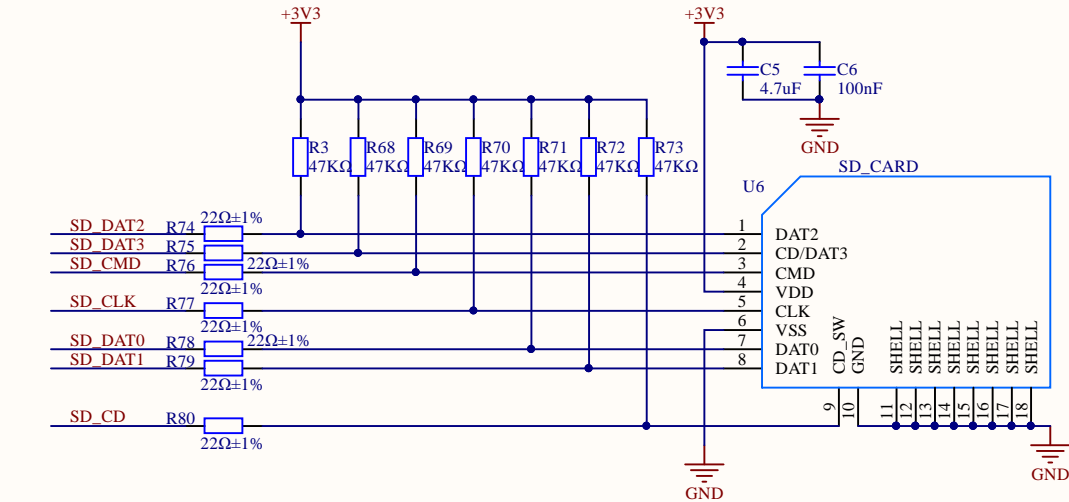 +3V3
+3V3
C5
4.7uF
C6
100nF
GND
R3
47KΩ
R68
47KΩ
R69
47KΩ
R70
47KΩ
R71
47KΩ
R72
47KΩ
R73
47KΩ
SD_CARD
U6
SD_DAT2
R74
22Ω±1%
1
DAT2
SD_DAT3
R75
2
CD/DAT3
SD_CMD
R76
22Ω±1%
3
CMD
22Ω±1%
4
VDD
SD_CLK
R77
5
CLK
22Ω±1%
6
VSS
SD_DAT0
R78
22Ω±1%
7
DAT0
SD_DAT1
R79
8
DAT1
22Ω±1%
CD_SW
GND
SHELL
SHELL
SHELL
SHELL
SHELL
SHELL
SHELL
SHELL
9
10
11
12
13
14
15
16
17
18
SD_CD
R80
22Ω±1%
GND
GND